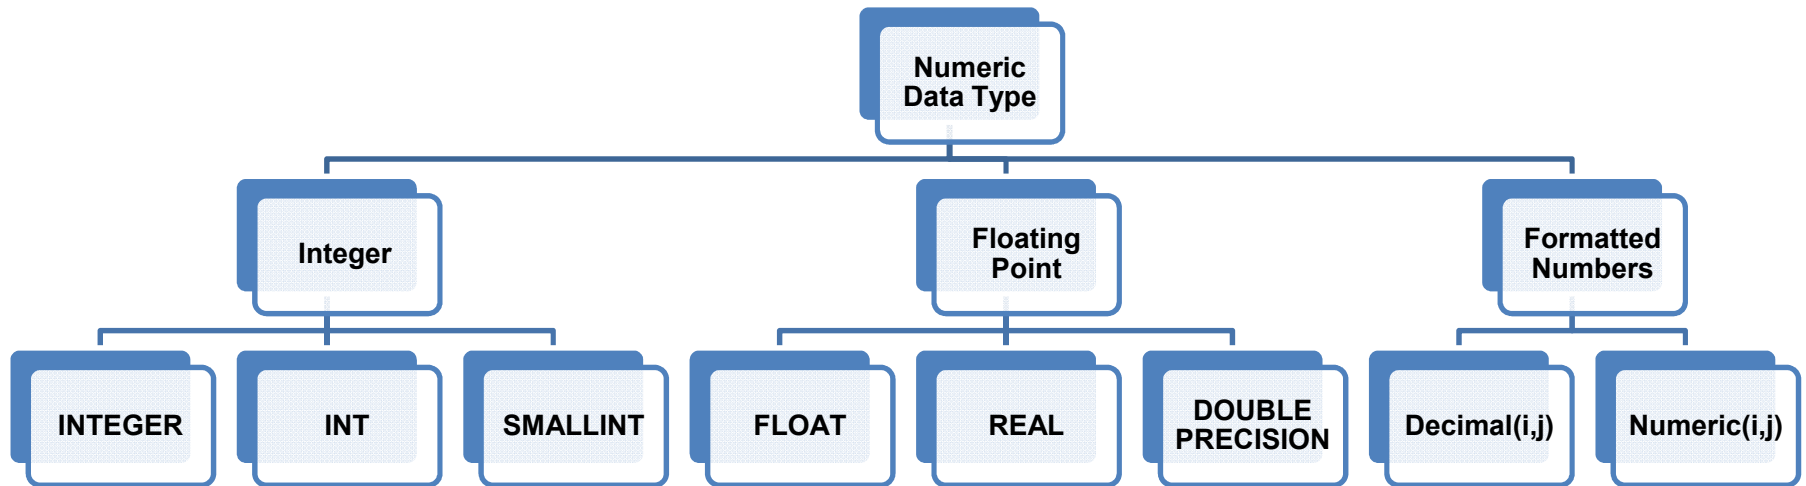 Numeric
Data Type
Integer
Floating
Point
Formatted
Numbers
INTEGER
INT
SMALLINT
FLOAT
REAL
DOUBLE
PRECISION
Decimal(i,j)
Numeric(i,j)